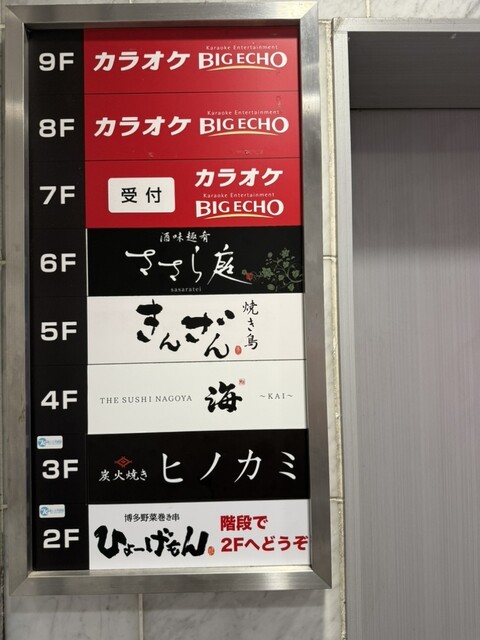 9F カラオケ Karaoke Entertainment BIG ECHO
8F カラオケ Karaoke Entertainment BIG ECHO
7F 受付 カラオケ
Karaoke Entertainment BIG ECHO
6F 酒味趣肴
ささら庭
sasaratei
5F きんざん 焼き鳥
4F THE SUSHI NAGOYA 海 ～KAI～
3F 炭火焼き ヒノカミ
2F 博多野菜巻き串
ひょーげもん 階段で
2Fへどうぞ